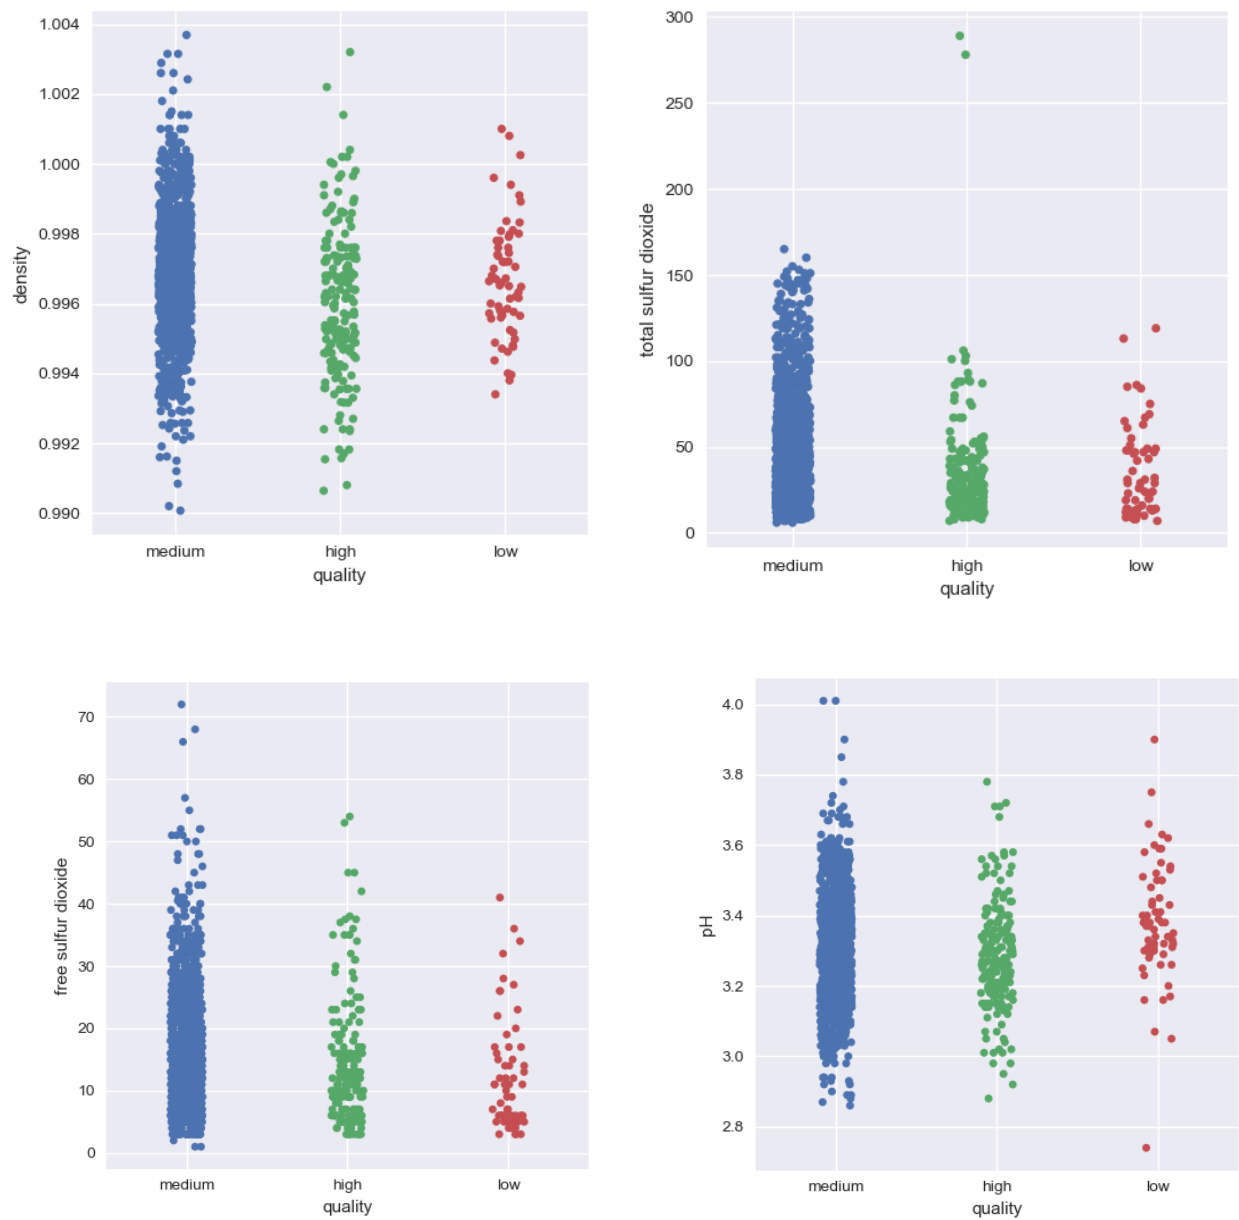 1.004
1.002
1.000
0.998
0.996
0.994
0.992
0.990
density
medium high low
quality
300
250
200
150
100
50
0
total sulfur dioxide
medium high low
quality
70
60
50
40
30
20
10
0
free sulfur dioxide
medium high low
quality
4.0
3.8
3.6
3.4
3.2
3.0
2.8
pH
medium high low
quality